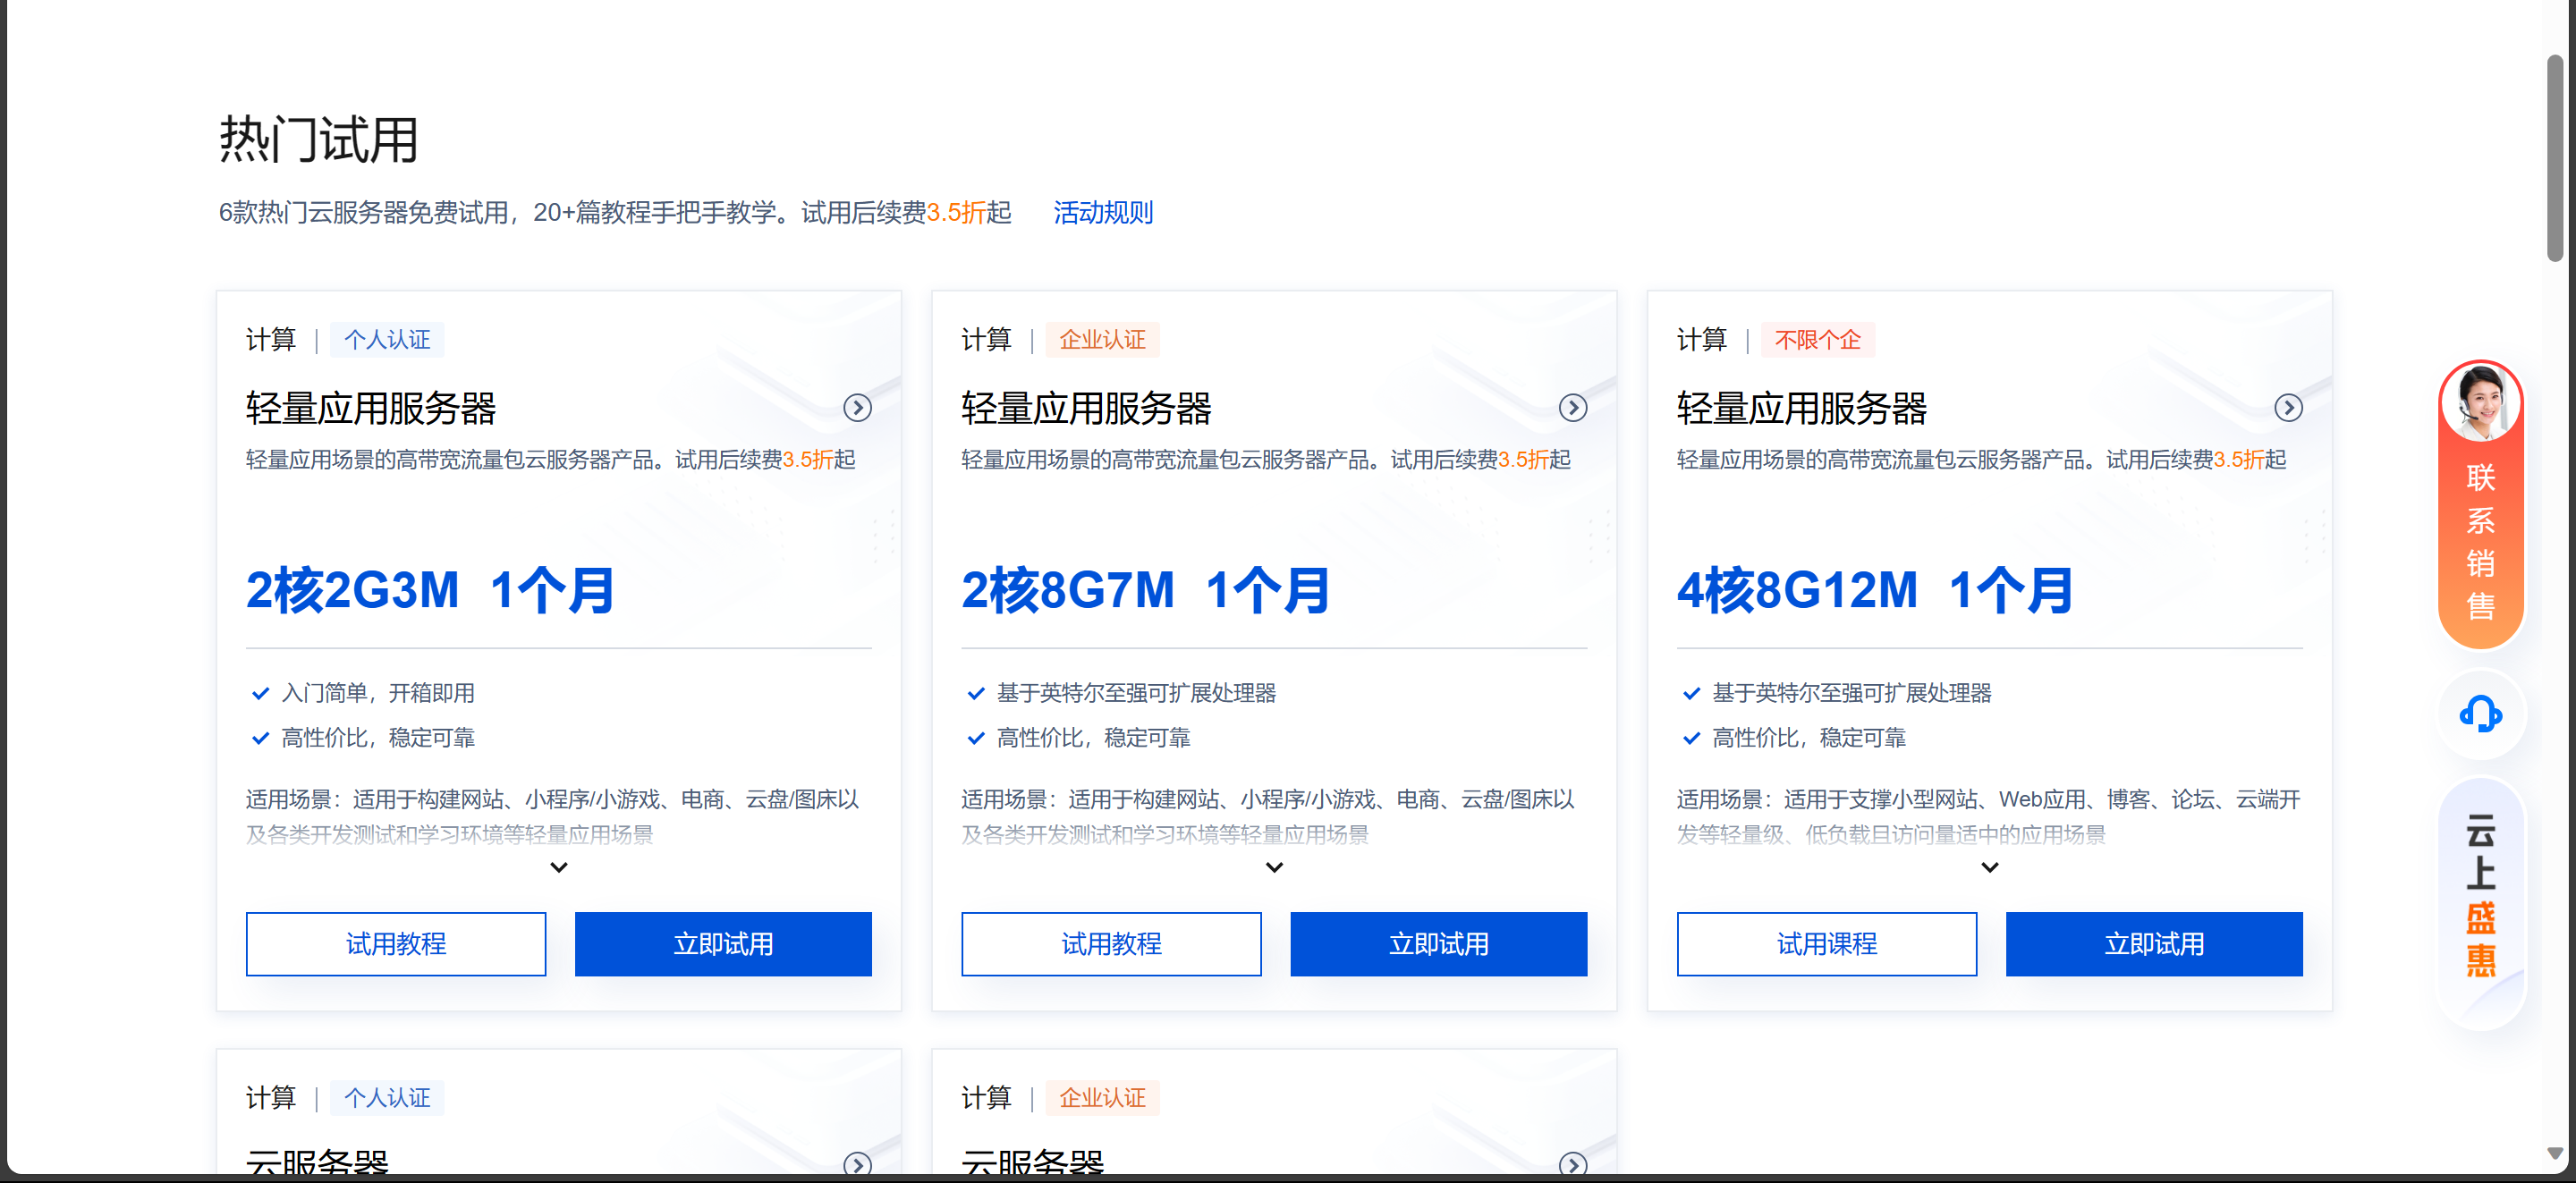 热门试用
6款热门云服务器免费试用，20+篇教程手把手教学。试用后续费3.5折起 活动规则
计算 | 个人认证
轻量应用服务器
轻量应用场景的高带宽流量包云服务器产品。试用后续费3.5折起
2核2G3M 1个月
入门简单，开箱即用
高性价比，稳定可靠
适用场景：适用于构建网站、小程序/小游戏、电商、云盘/图床以
及各类开发测试和学习环境等轻量应用场景
试用教程 立即试用
计算 | 企业认证
轻量应用服务器
轻量应用场景的高带宽流量包云服务器产品。试用后续费3.5折起
2核8G7M 1个月
基于英特尔至强可扩展处理器
高性价比，稳定可靠
适用场景：适用于构建网站、小程序/小游戏、电商、云盘/图床以
及各类开发测试和学习环境等轻量应用场景
试用教程 立即试用
计算 | 不限个企
轻量应用服务器
轻量应用场景的高带宽流量包云服务器产品。试用后续费3.5折起
4核8G12M 1个月
基于英特尔至强可扩展处理器
高性价比，稳定可靠
适用场景：适用于支撑小型网站、Web应用、博客、论坛、云端开
发等轻量级、低负载且访问量适中的应用场景
试用课程 立即试用
计算 | 个人认证
云服务器
计算 | 企业认证
云服务器
联系销售
云上盛惠